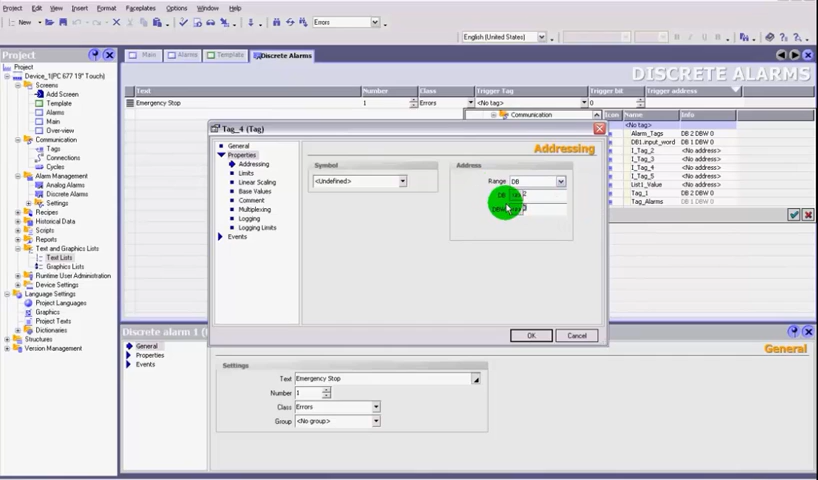 Project Edit View Insert Format Faceplates Options Window Help
New
Errors
English (United States)
Project
Main Alarms Template Discrete Alarms
DISCRETE ALARMS
Project
Device_1(PC 677 19" Touch)
Screens
Add Screen
Template
Alarms
Main
Over-view
Communication
Tags
Connections
Cycles
Alarm Management
Analog Alarms
Discrete Alarms
Settings
Recipes
Historical Data
Scripts
Reports
Text and Graphics Lists
Text Lists
Graphics Lists
Runtime User Administration
Device Settings
Language Settings
Project Languages
Graphics
Project Texts
Dictionaries
Structures
Version Management
Text Number Class Trigger Tag Trigger bit Trigger address
Emergency Stop 1 Errors <No tag> 0
Communication
Icon Name Info
<No tag>
Alarm_Tags DB 2 DBW 0
DB1.input_word DB 1 DBW 0
I_Tag_2 <No address>
I_Tag_3 <No address>
I_Tag_4 <No address>
I_Tag_5 <No address>
List1_Value <No address>
Tag_1 DB 2 DBW 0
Tag_Alarms DB 1 DBW 0
Tag_4 (Tag)
General
Properties
Addressing
Limits
Linear Scaling
Base Values
Comment
Multiplexing
Logging
Logging Limits
Events
Addressing
Symbol
<Undefined>
Address
Range DB
DB
DBW
OK Cancel
Discrete alarm 1
General
Properties
Events
General
Settings
Text Emergency Stop
Number 1
Class Errors
Group <No group>